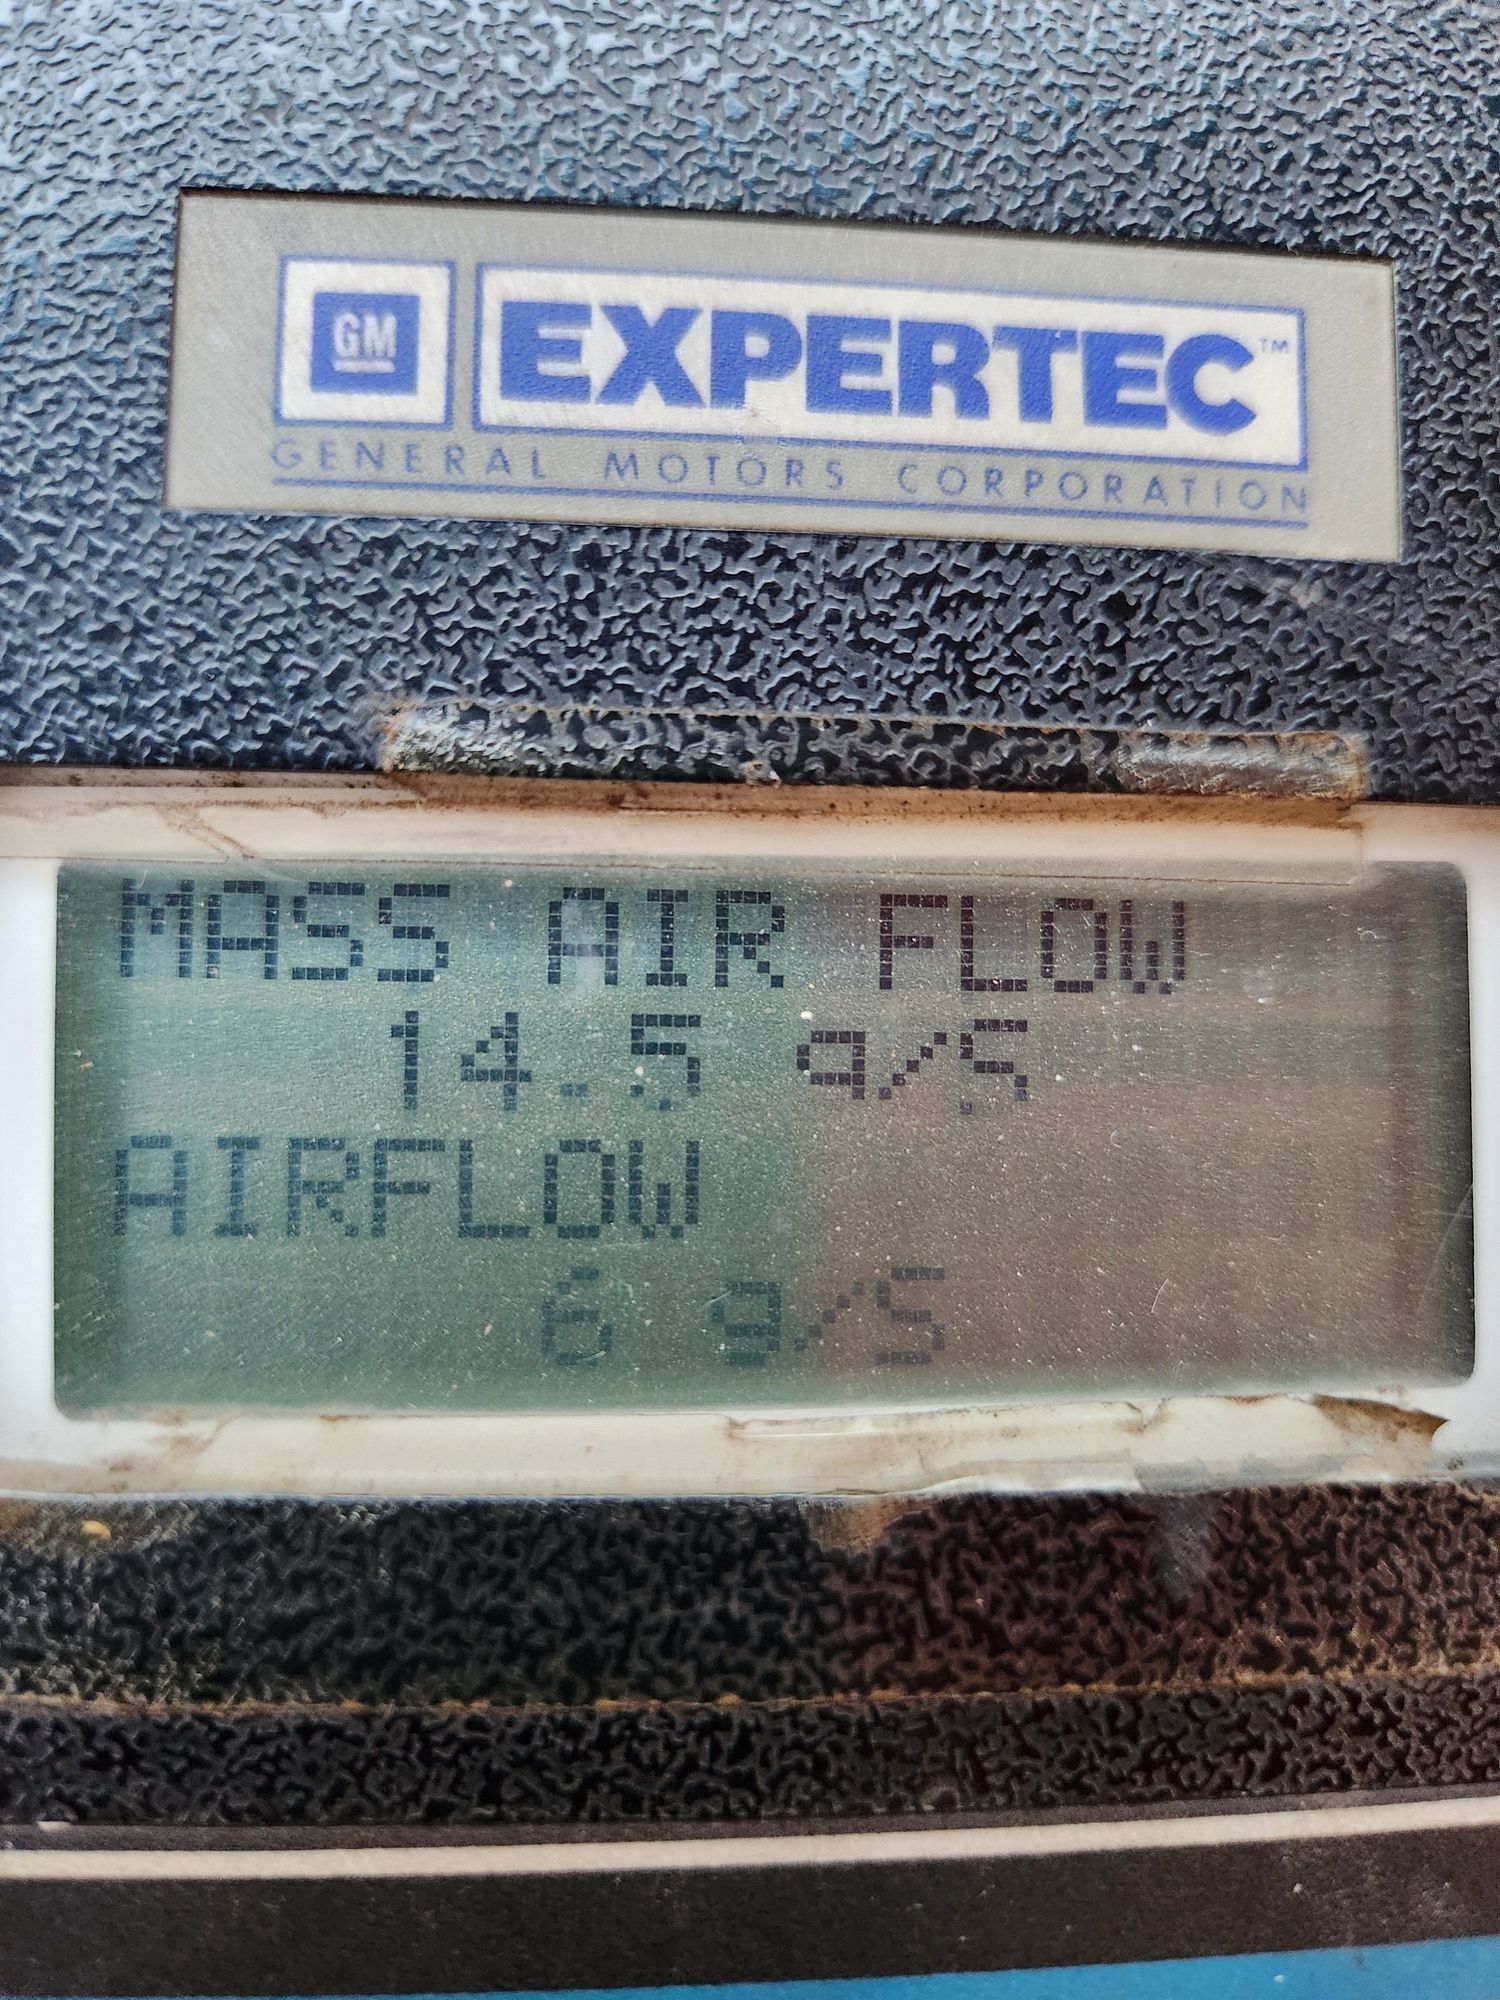 GM EXPERTEC™
GENERAL MOTORS CORPORATION
MASS AIR FLOW
14.5 g/S
AIRFLOW
6 g/S